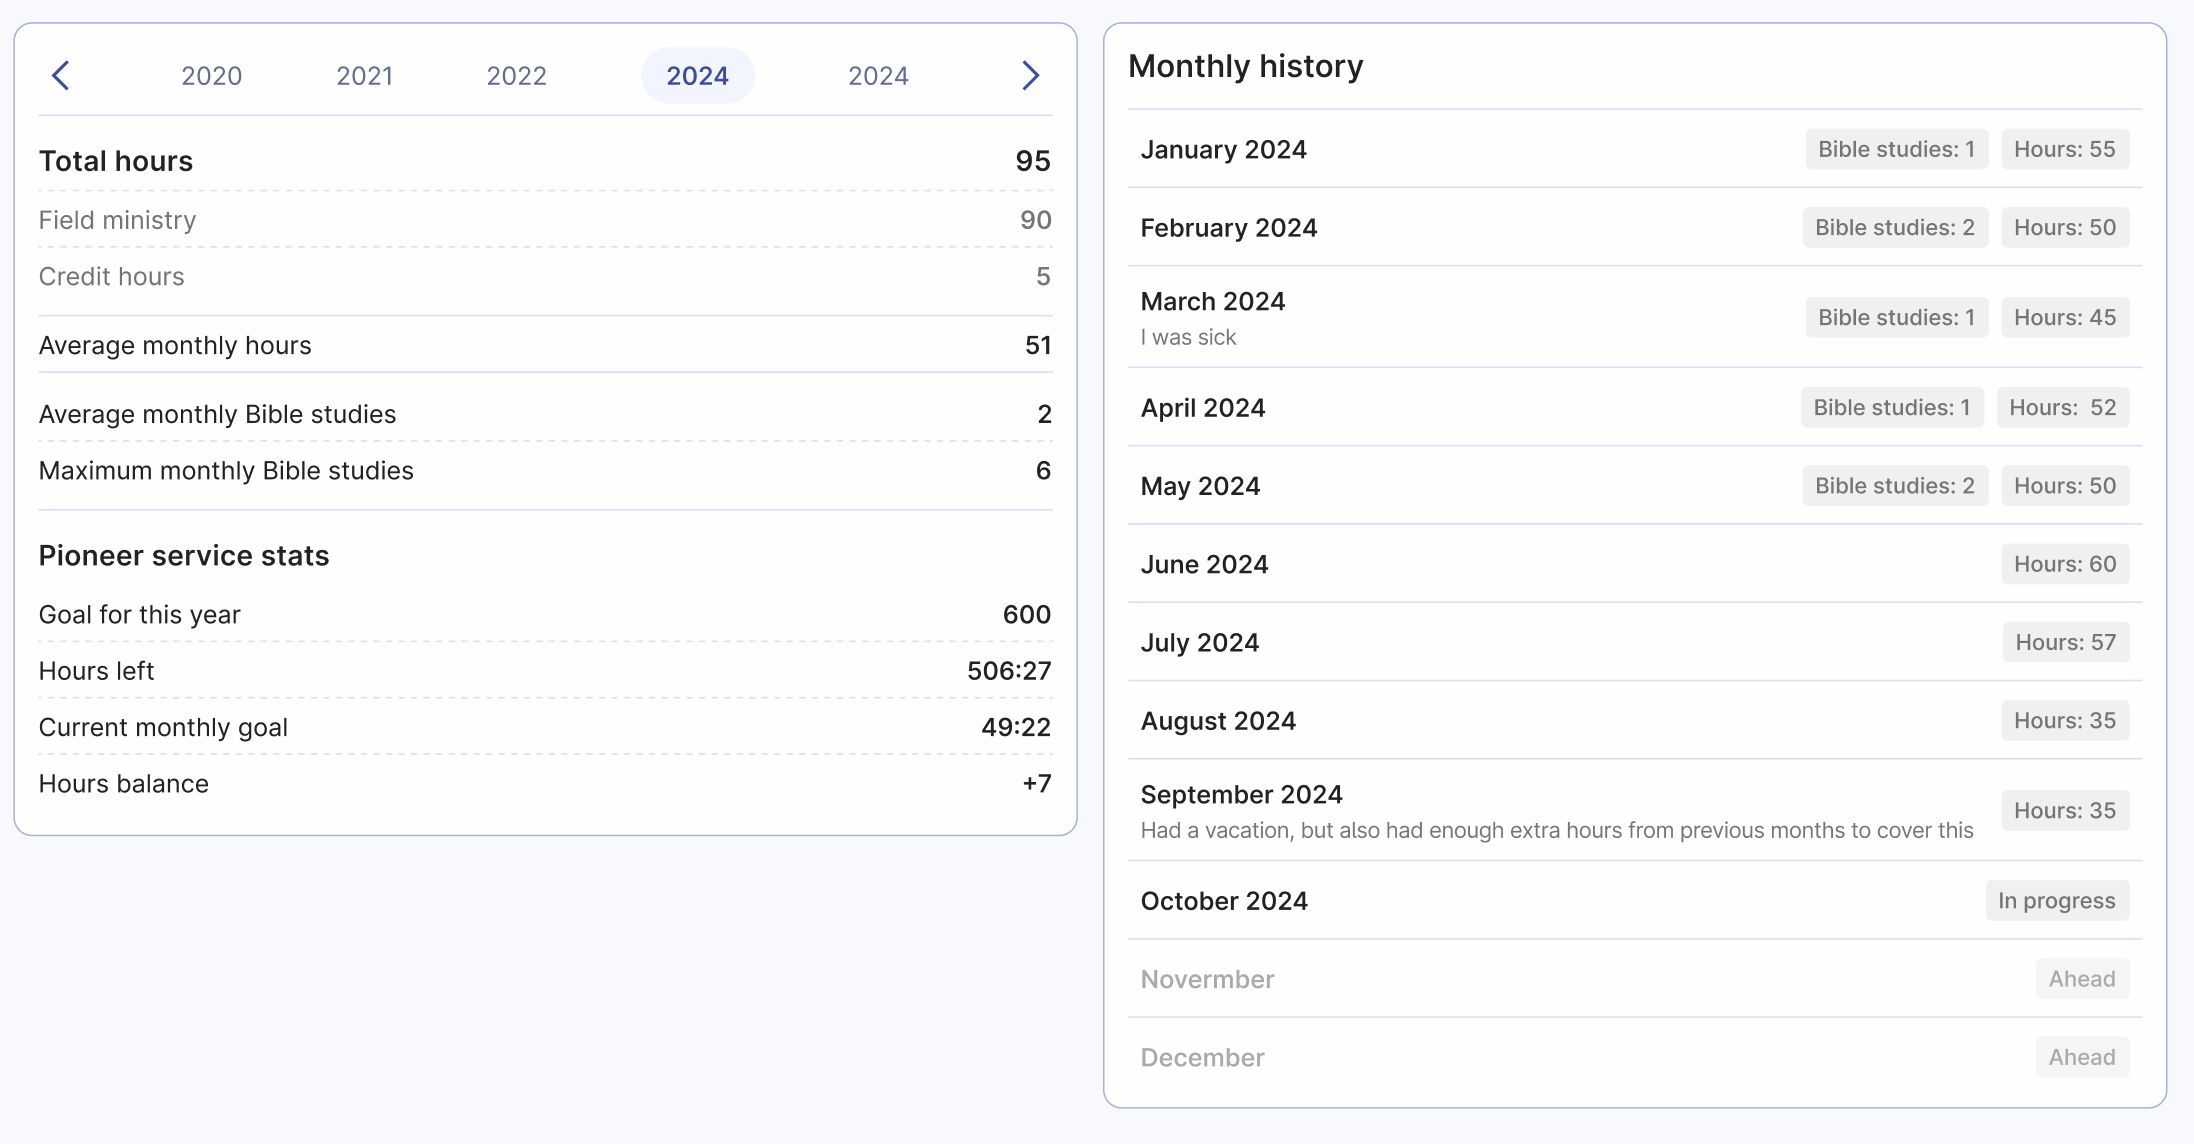 2020 2021 2022 2024 2024
Total hours 95
Field ministry 90
Credit hours 5
Average monthly hours 51
Average monthly Bible studies 2
Maximum monthly Bible studies 6
Pioneer service stats
Goal for this year 600
Hours left 506:27
Current monthly goal 49:22
Hours balance +7
Monthly history
January 2024 Bible studies: 1 Hours: 55
February 2024 Bible studies: 2 Hours: 50
March 2024 Bible studies: 1 Hours: 45
I was sick
April 2024 Bible studies: 1 Hours: 52
May 2024 Bible studies: 2 Hours: 50
June 2024 Hours: 60
July 2024 Hours: 57
August 2024 Hours: 35
September 2024 Hours: 35
Had a vacation, but also had enough extra hours from previous months to cover this
October 2024 In progress
Novermber Ahead
December Ahead